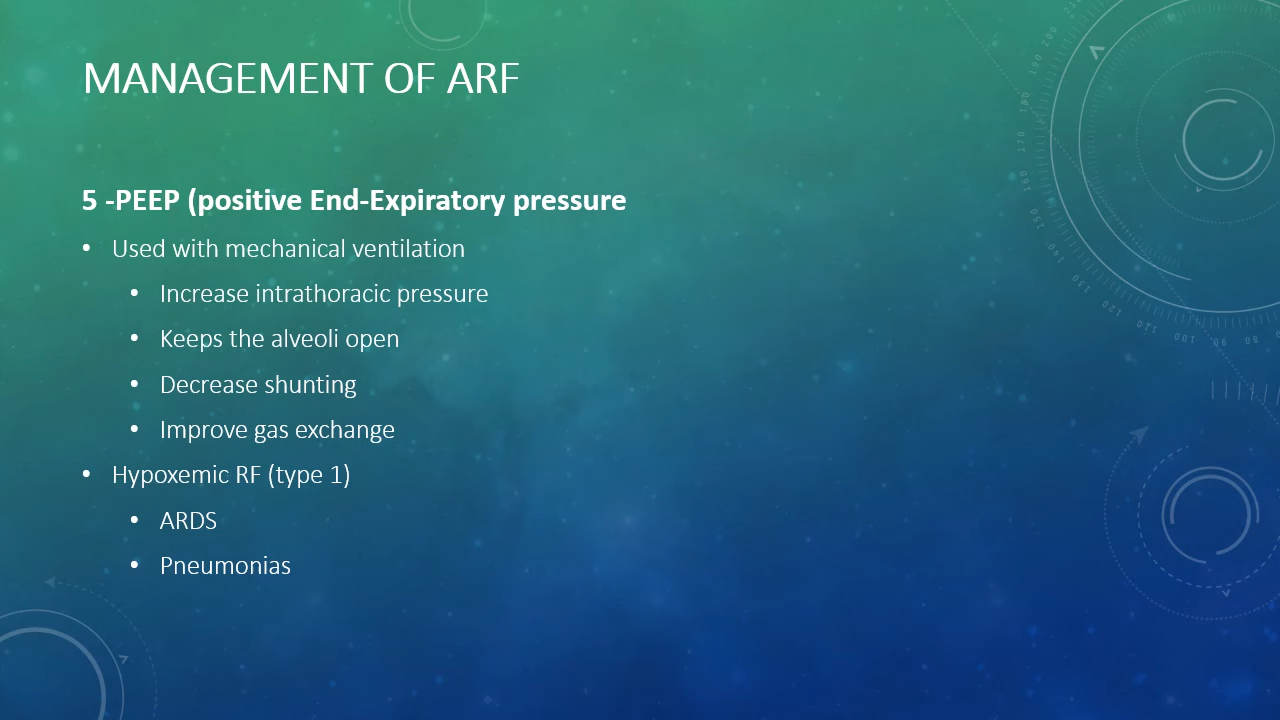 MANAGEMENT OF ARF
5 -PEEP (positive End-Expiratory pressure
• Used with mechanical ventilation
• Increase intrathoracic pressure
• Keeps the alveoli open
• Decrease shunting
• Improve gas exchange
• Hypoxemic RF (type 1)
• ARDS
• Pneumonias